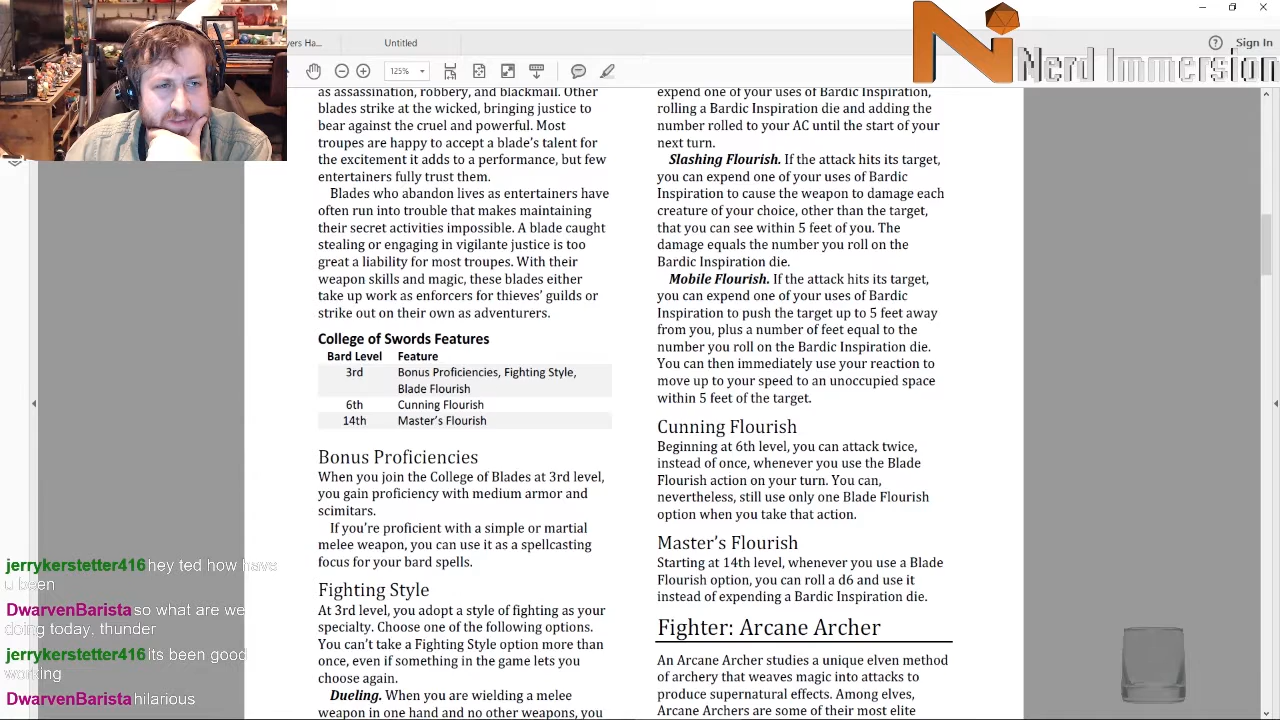 Nerd Immersion
ers Ha...
Untitled
Sign In
125%
as assassination, robbery, and blackmail. Other
blades strike at the wicked, bringing justice to
bear against the cruel and powerful. Most
troupes are happy to accept a blade's talent for
the excitement it adds to a performance, but few
entertainers fully trust them.
Blades who abandon lives as entertainers have
often run into trouble that makes maintaining
their secret activities impossible. A blade caught
stealing or engaging in vigilante justice is too
great a liability for most troupes. With their
weapon skills and magic, these blades either
take up work as enforcers for thieves' guilds or
strike out on their own as adventurers.
College of Swords Features
Bard Level Feature
3rd Bonus Proficiencies, Fighting Style,
Blade Flourish
6th Cunning Flourish
14th Master's Flourish
Bonus Proficiencies
When you join the College of Blades at 3rd level,
you gain proficiency with medium armor and
scimitars.
If you're proficient with a simple or martial
melee weapon, you can use it as a spellcasting
focus for your bard spells.
Fighting Style
At 3rd level, you adopt a style of fighting as your
specialty. Choose one of the following options.
You can't take a Fighting Style option more than
once, even if something in the game lets you
choose again.
Dueling. When you are wielding a melee
weapon in one hand and no other weapons, you
expend one of your uses of Bardic Inspiration,
rolling a Bardic Inspiration die and adding the
number rolled to your AC until the start of your
next turn.
Slashing Flourish. If the attack hits its target,
you can expend one of your uses of Bardic
Inspiration to cause the weapon to damage each
creature of your choice, other than the target,
that you can see within 5 feet of you. The
damage equals the number you roll on the
Bardic Inspiration die.
Mobile Flourish. If the attack hits its target,
you can expend one of your uses of Bardic
Inspiration to push the target up to 5 feet away
from you, plus a number of feet equal to the
number you roll on the Bardic Inspiration die.
You can then immediately use your reaction to
move up to your speed to an unoccupied space
within 5 feet of the target.
Cunning Flourish
Beginning at 6th level, you can attack twice,
instead of once, whenever you use the Blade
Flourish action on your turn. You can,
nevertheless, still use only one Blade Flourish
option when you take that action.
Master's Flourish
Starting at 14th level, whenever you use a Blade
Flourish option, you can roll a d6 and use it
instead of expending a Bardic Inspiration die.
Fighter: Arcane Archer
An Arcane Archer studies a unique elven method
of archery that weaves magic into attacks to
produce supernatural effects. Among elves,
Arcane Archers are some of their most elite
jerrykerstetter416 hey ted how have
u been
DwarvenBarista so what are we
doing today, thunder
jerrykerstetter416 its been good
working
DwarvenBarista hilarious